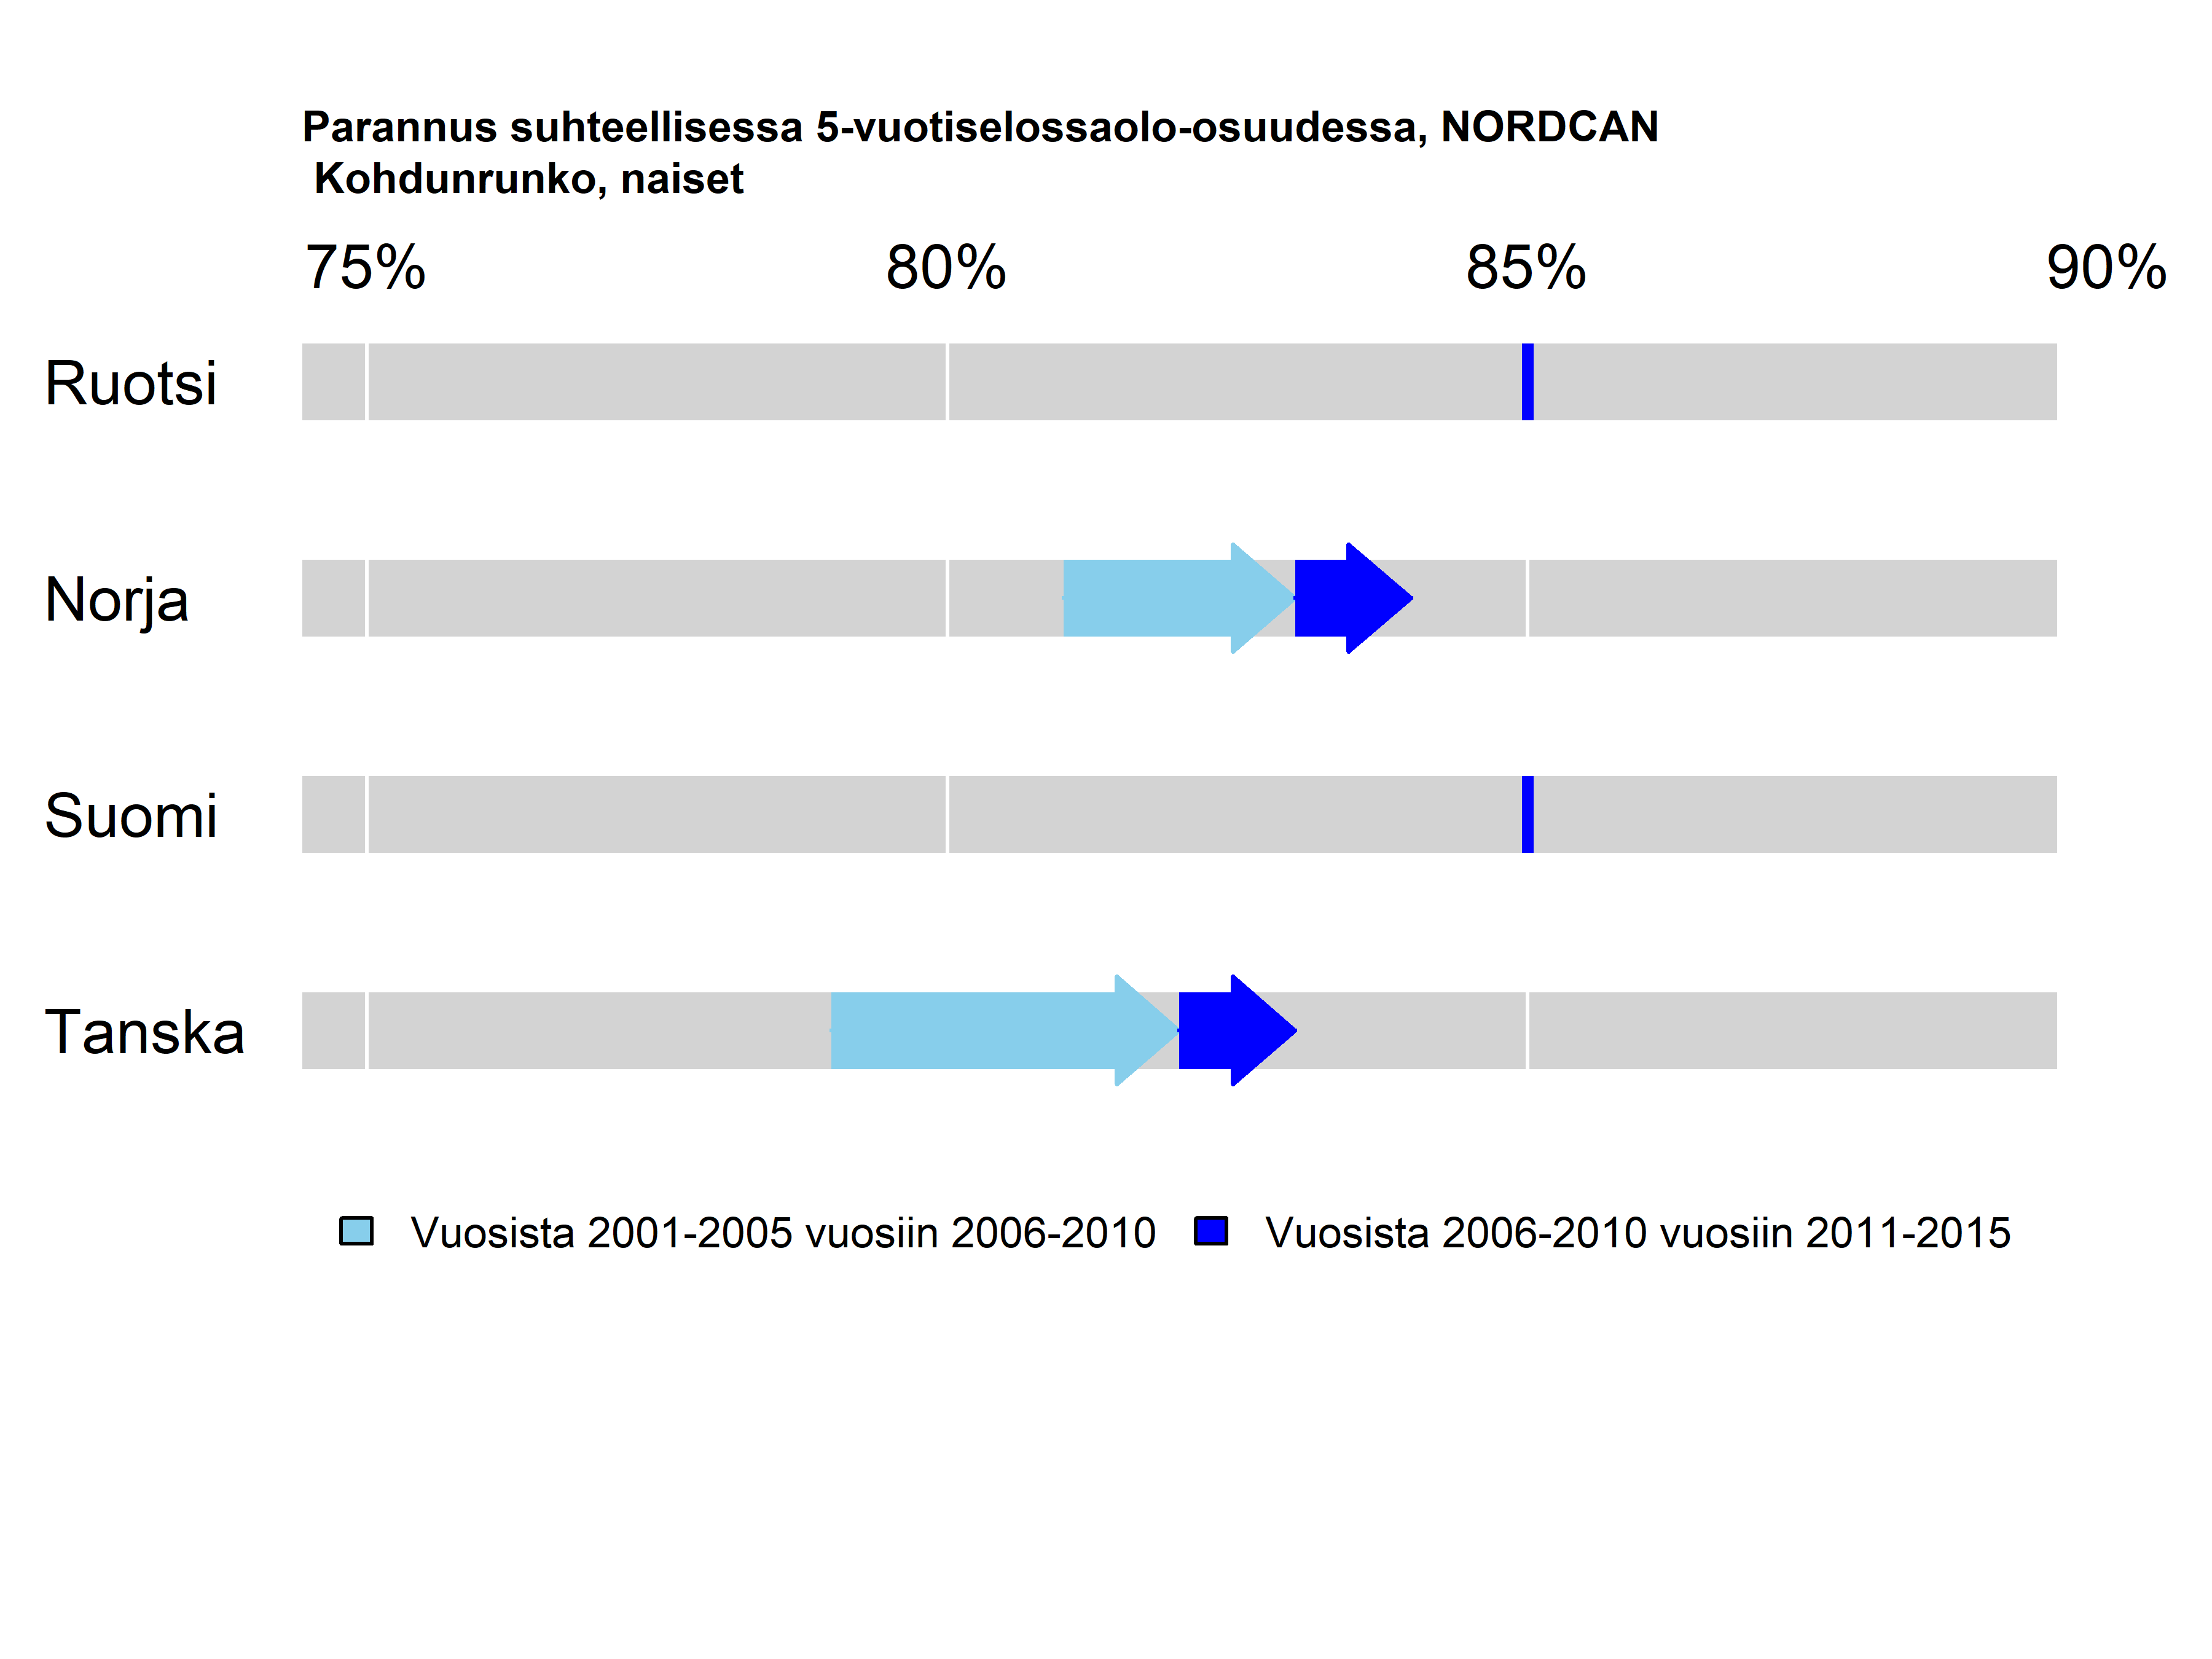 Parannus suhteellisessa 5-vuotiselossaolo-osuudessa, NORDCAN
Kohdunrunko, naiset
75% 80% 85% 90%
Ruotsi
Norja
Suomi
Tanska
Vuosista 2001-2005 vuosiin 2006-2010 Vuosista 2006-2010 vuosiin 2011-2015